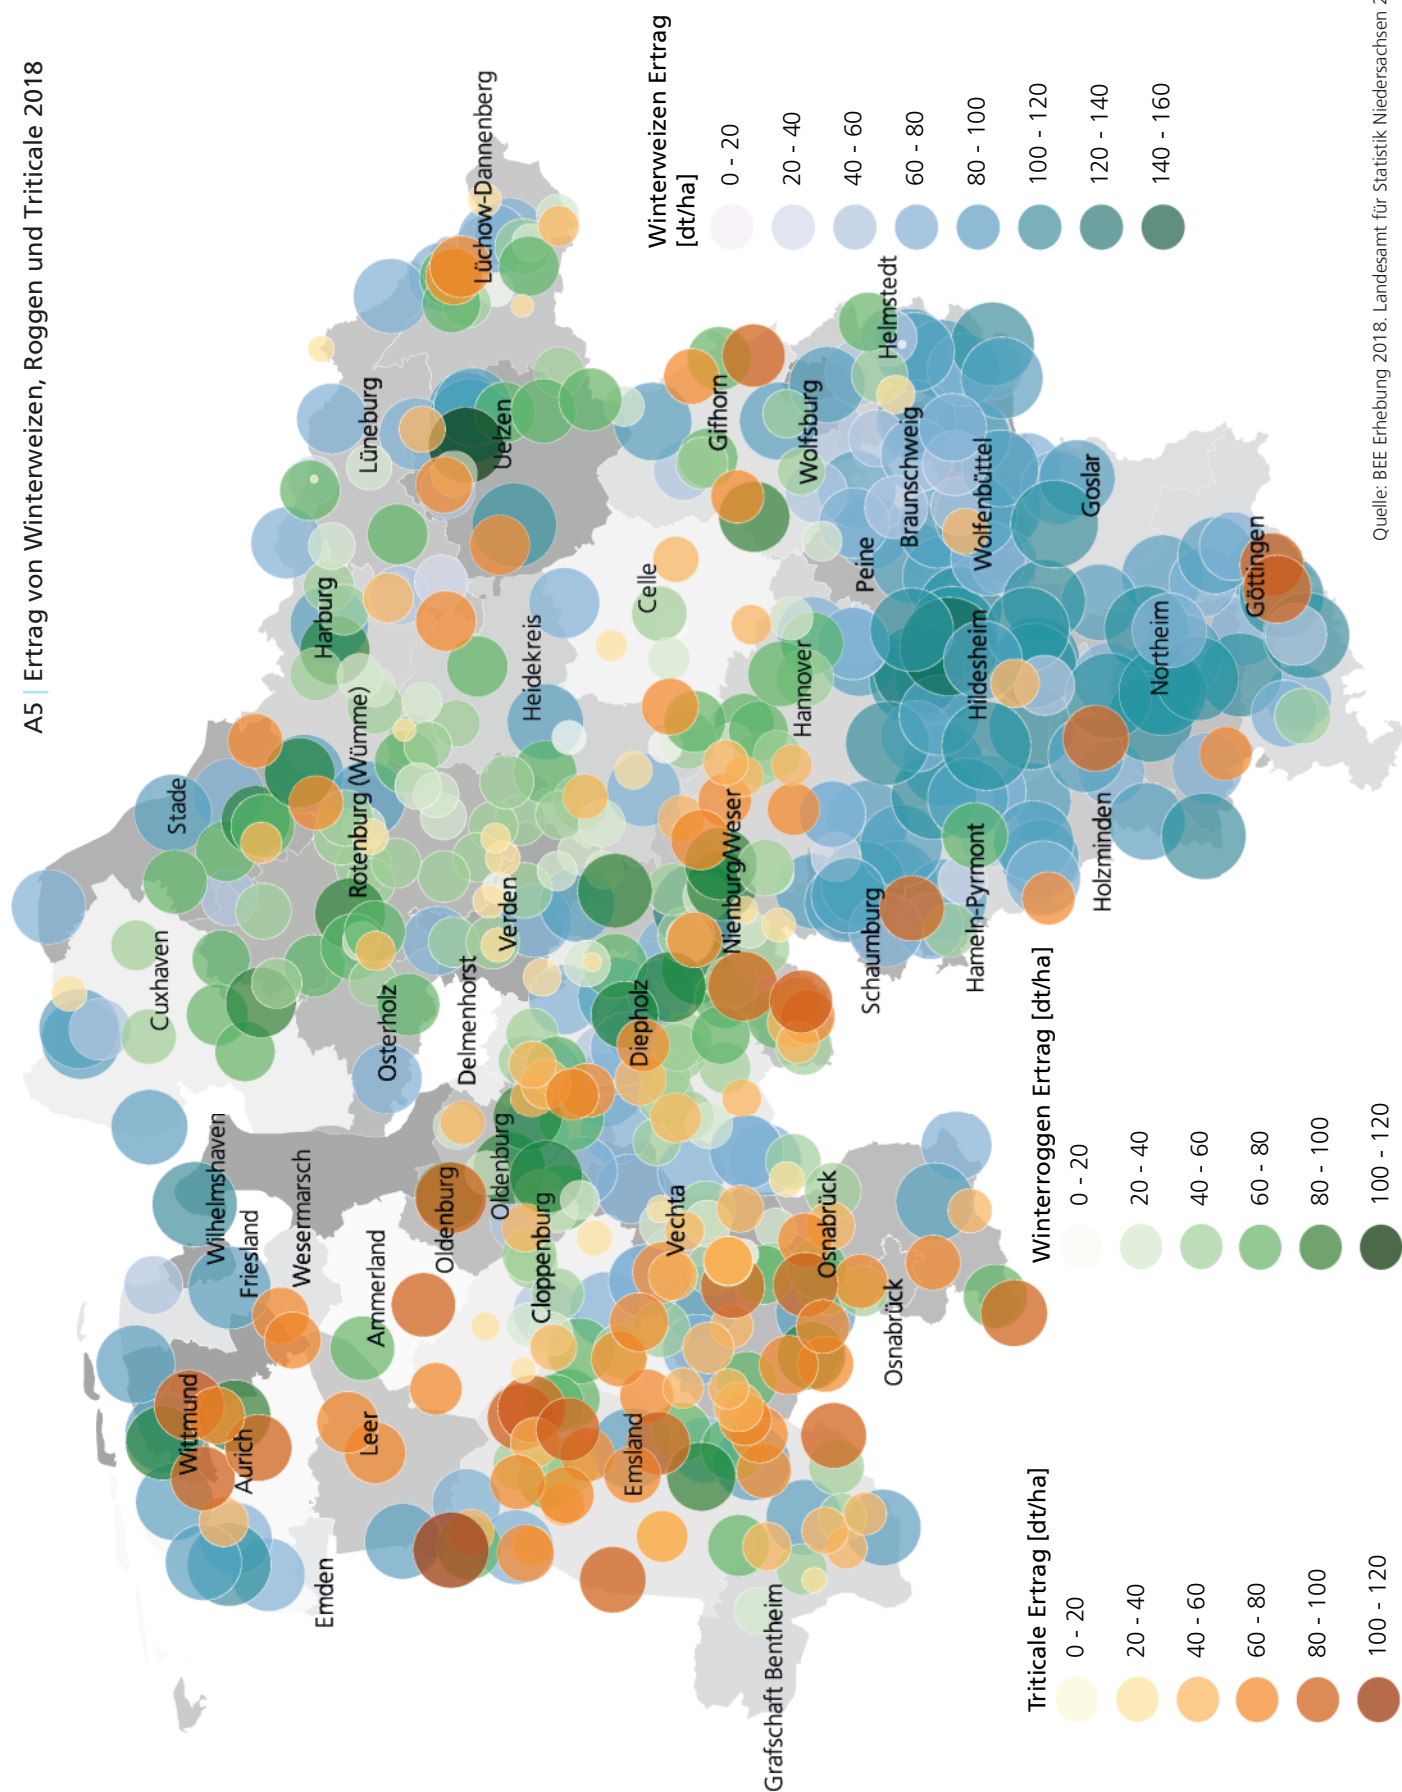 A5 | Ertrag von Winterweizen, Roggen und Triticale 2018
Cuxhaven
Stade
Wittmund
Aurich
Wilhelmshaven
Friesland
Wesermarsch
Emden
Leer
Ammerland
Oldenburg
Osterholz
Rotenburg (Wümme)
Harburg
Lüneburg
Lüchow-Dannenberg
Uelzen
Delmenhorst
Oldenburg
Verden
Heidekreis
Cloppenburg
Emsland
Vechta
Diepholz
Nienburg/Weser
Celle
Gifhorn
Grafschaft Bentheim
Osnabrück
Osnabrück
Hannover
Wolfsburg
Peine
Helmstedt
Braunschweig
Schaumburg
Hameln-Pyrmont
Hildesheim
Wolfenbüttel
Goslar
Holzminden
Northeim
Göttingen
Winterweizen Ertrag
[dt/ha]
0 - 20
20 - 40
40 - 60
60 - 80
80 - 100
100 - 120
120 - 140
140 - 160
Triticale Ertrag [dt/ha]
0 - 20
20 - 40
40 - 60
60 - 80
80 - 100
100 - 120
Winterroggen Ertrag [dt/ha]
0 - 20
20 - 40
40 - 60
60 - 80
80 - 100
100 - 120
Quelle: BEE Erhebung 2018. Landesamt für Statistik Niedersachsen